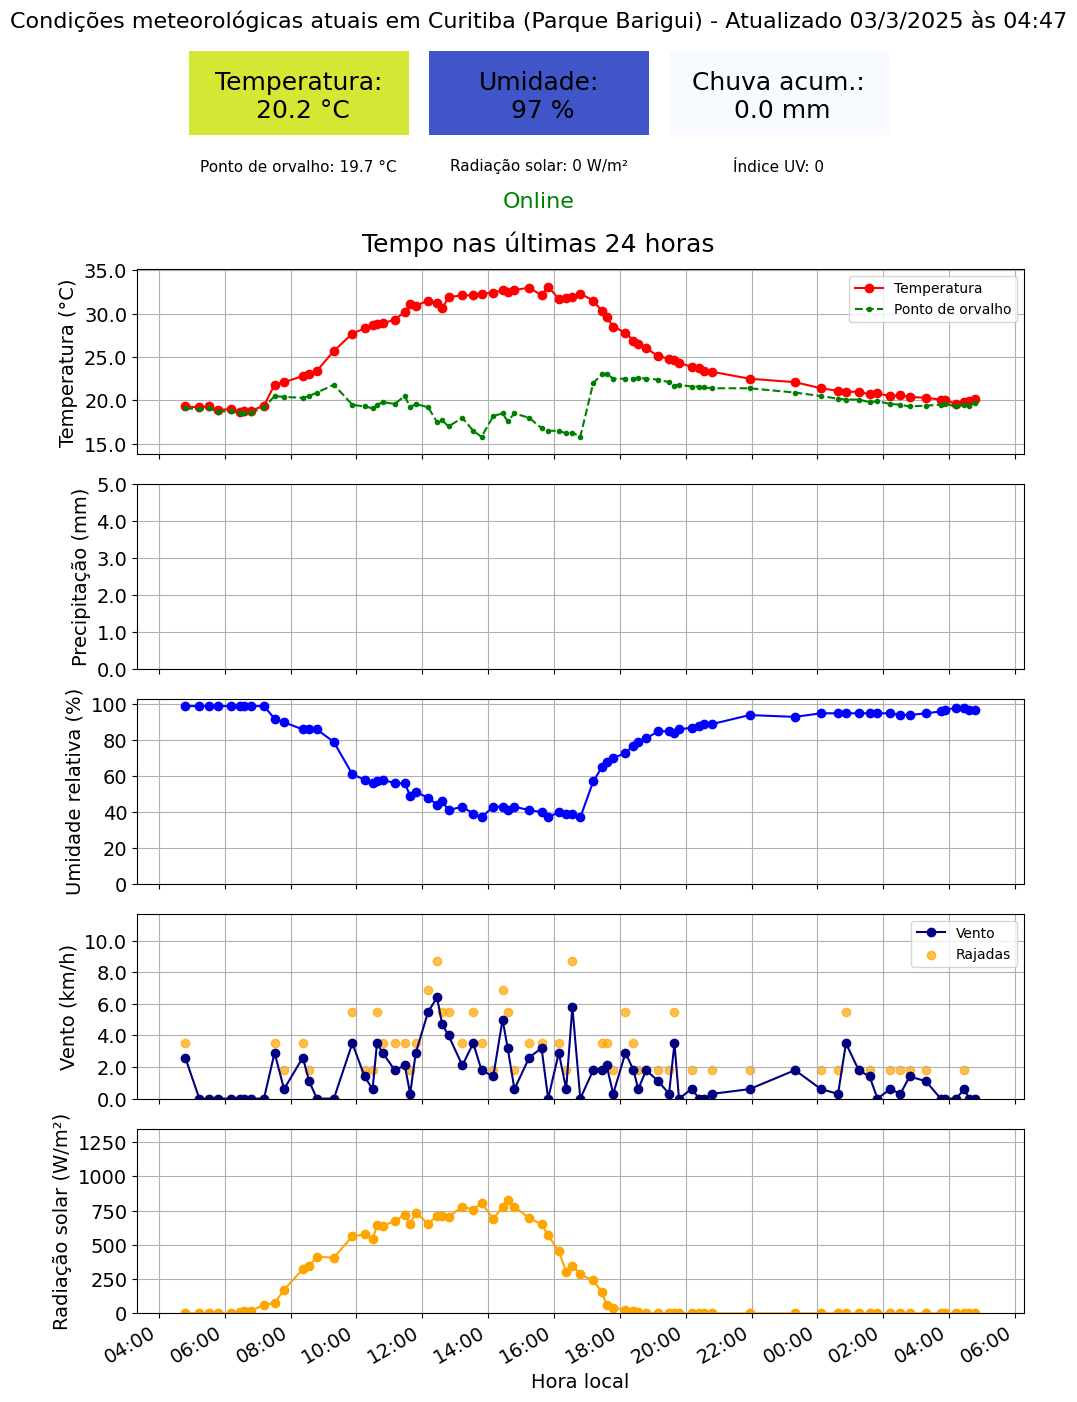 Condições meteorológicas atuais em Curitiba (Parque Barigui) - Atualizado 03/3/2025 às 04:47
Temperatura:
20.2 °C
Umidade:
97 %
Chuva acum.:
0.0 mm
Ponto de orvalho: 19.7 °C
Radiação solar: 0 W/m²
Índice UV: 0
Online
Tempo nas últimas 24 horas
Temperatura (°C)
35.0
30.0
25.0
20.0
15.0
Temperatura
Ponto de orvalho
Precipitação (mm)
5.0
4.0
3.0
2.0
1.0
0.0
Umidade relativa (%)
100
80
60
40
20
0
Vento (km/h)
10.0
8.0
6.0
4.0
2.0
0.0
Vento
Rajadas
Radiação solar (W/m²)
1250
1000
750
500
250
0
04:00
06:00
08:00
10:00
12:00
14:00
16:00
18:00
20:00
22:00
00:00
02:00
04:00
06:00
Hora local